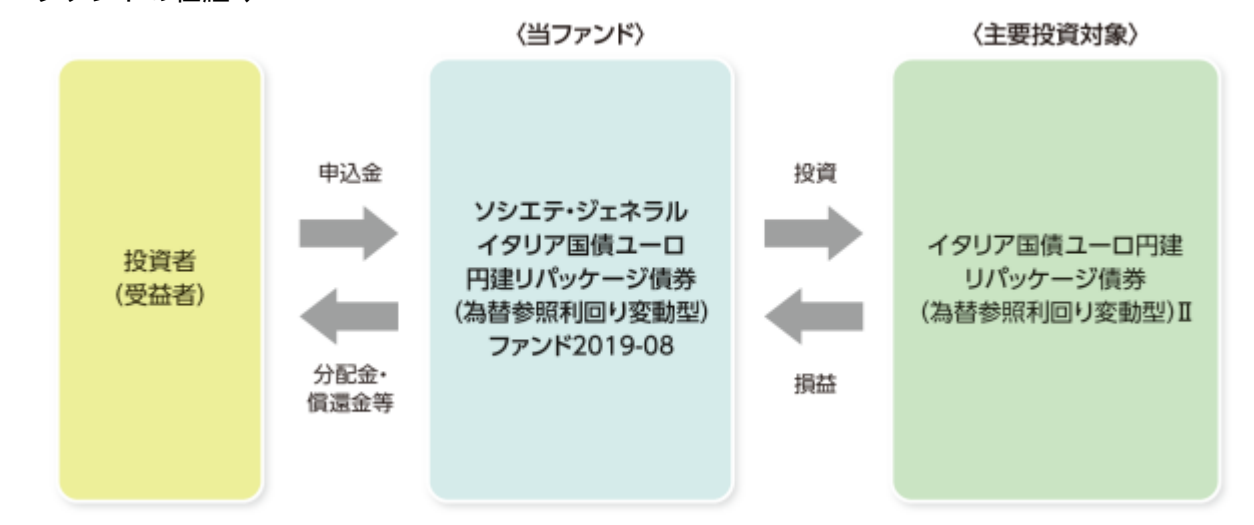 〈当ファンド〉
〈主要投資対象〉
投資者
(受益者)
申込金
分配金・
償還金等
ソシエテ・ジェネラル
イタリア国債ユーロ
円建リパッケージ債券
(為替参照利回り変動型)
ファンド2019-08
投資
損益
イタリア国債ユーロ円建
リパッケージ債券
(為替参照利回り変動型)Ⅱ